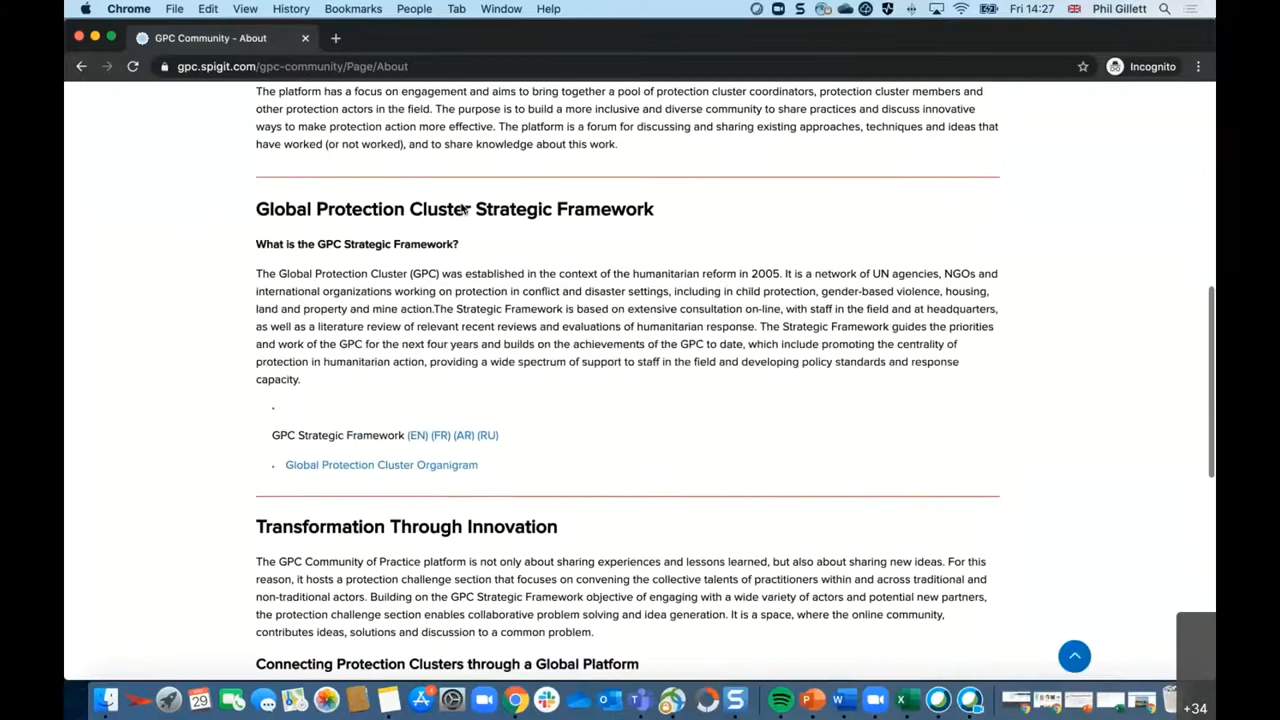 Chrome File Edit View History Bookmarks People Tab Window Help Fri 14:27 Phil Gillett
GPC Community - About
gpc.spigit.com/gpc-community/Page/About Incognito
The platform has a focus on engagement and aims to bring together a pool of protection cluster coordinators, protection cluster members and
other protection actors in the field. The purpose is to build a more inclusive and diverse community to share practices and discuss innovative
ways to make protection action more effective. The platform is a forum for discussing and sharing existing approaches, techniques and ideas that
have worked (or not worked), and to share knowledge about this work.
Global Protection Cluster Strategic Framework
What is the GPC Strategic Framework?
The Global Protection Cluster (GPC) was established in the context of the humanitarian reform in 2005. It is a network of UN agencies, NGOs and
international organizations working on protection in conflict and disaster settings, including in child protection, gender-based violence, housing,
land and property and mine action.The Strategic Framework is based on extensive consultation on-line, with staff in the field and at headquarters,
as well as a literature review of relevant recent reviews and evaluations of humanitarian response. The Strategic Framework guides the priorities
and work of the GPC for the next four years and builds on the achievements of the GPC to date, which include promoting the centrality of
protection in humanitarian action, providing a wide spectrum of support to staff in the field and developing policy standards and response
capacity.
GPC Strategic Framework (EN) (FR) (AR) (RU)
Global Protection Cluster Organigram
Transformation Through Innovation
The GPC Community of Practice platform is not only about sharing experiences and lessons learned, but also about sharing new ideas. For this
reason, it hosts a protection challenge section that focuses on convening the collective talents of practitioners within and across traditional and
non-traditional actors. Building on the GPC Strategic Framework objective of engaging with a wide variety of actors and potential new partners,
the protection challenge section enables collaborative problem solving and idea generation. It is a space, where the online community,
contributes ideas, solutions and discussion to a common problem.
Connecting Protection Clusters through a Global Platform
29
+34